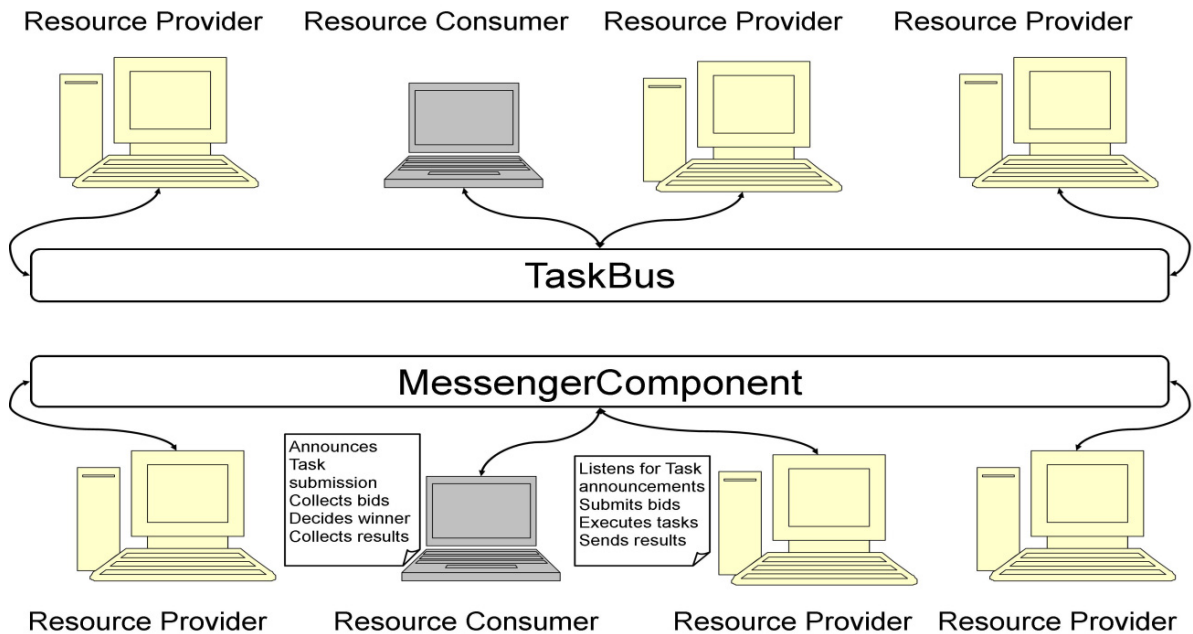 Resource Provider
Resource Consumer
Resource Provider
Resource Provider
TaskBus
MessengerComponent
Announces
Task
submission
Collects bids
Decides winner
Collects results
Listens for Task
announcements
Submits bids
Executes tasks
Sends results
Resource Provider
Resource Consumer
Resource Provider
Resource Provider